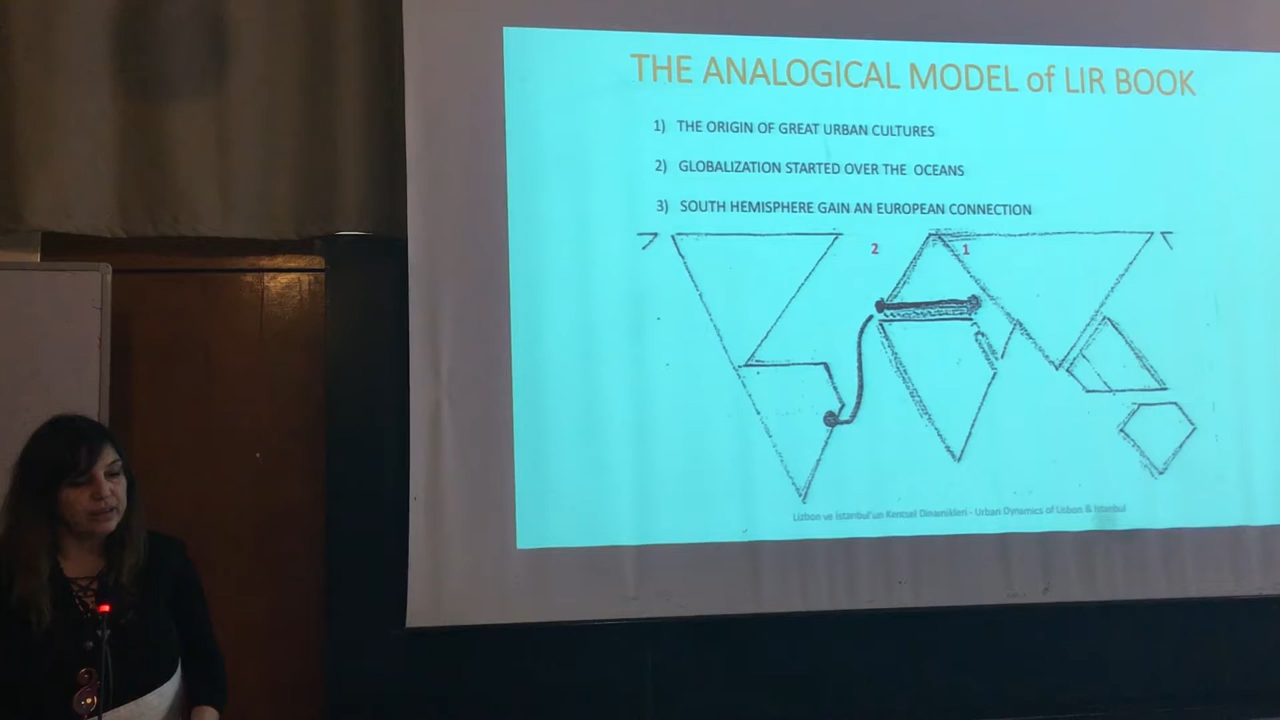 THE ANALOGICAL MODEL of LIR BOOK
1) THE ORIGIN OF GREAT URBAN CULTURES
2) GLOBALIZATION STARTED OVER THE OCEANS
3) SOUTH HEMISPHERE GAIN AN EUROPEAN CONNECTION
2 1
Lizbon ve İstanbul'un Kentsel Dinamikleri - Urban Dynamics of Lisbon & Istanbul